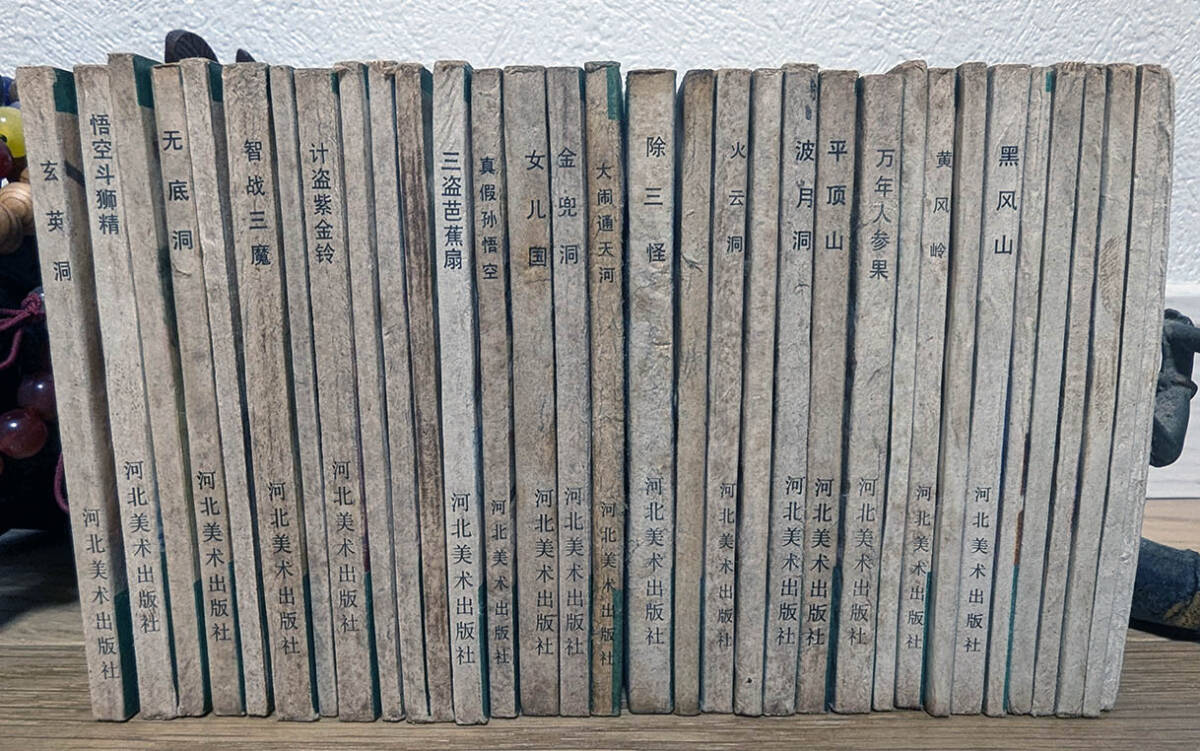 玄英洞
河北美术出版社
悟空斗狮精
河北美术出版社
无底洞
河北美术出版社
智战三魔
河北美术出版社
计盗紫金铃
河北美术出版社
三盗芭蕉扇
河北美术出版社
真假孙悟空
河北美术出版社
女儿国
河北美术出版社
金兜洞
河北美术出版社
大闹通天河
河北美术出版社
除三怪
河北美术出版社
火云洞
河北美术出版社
波月洞
河北美术出版社
平顶山
河北美术出版社
万年人参果
河北美术出版社
黄风岭
河北美术出版社
黑风山
河北美术出版社